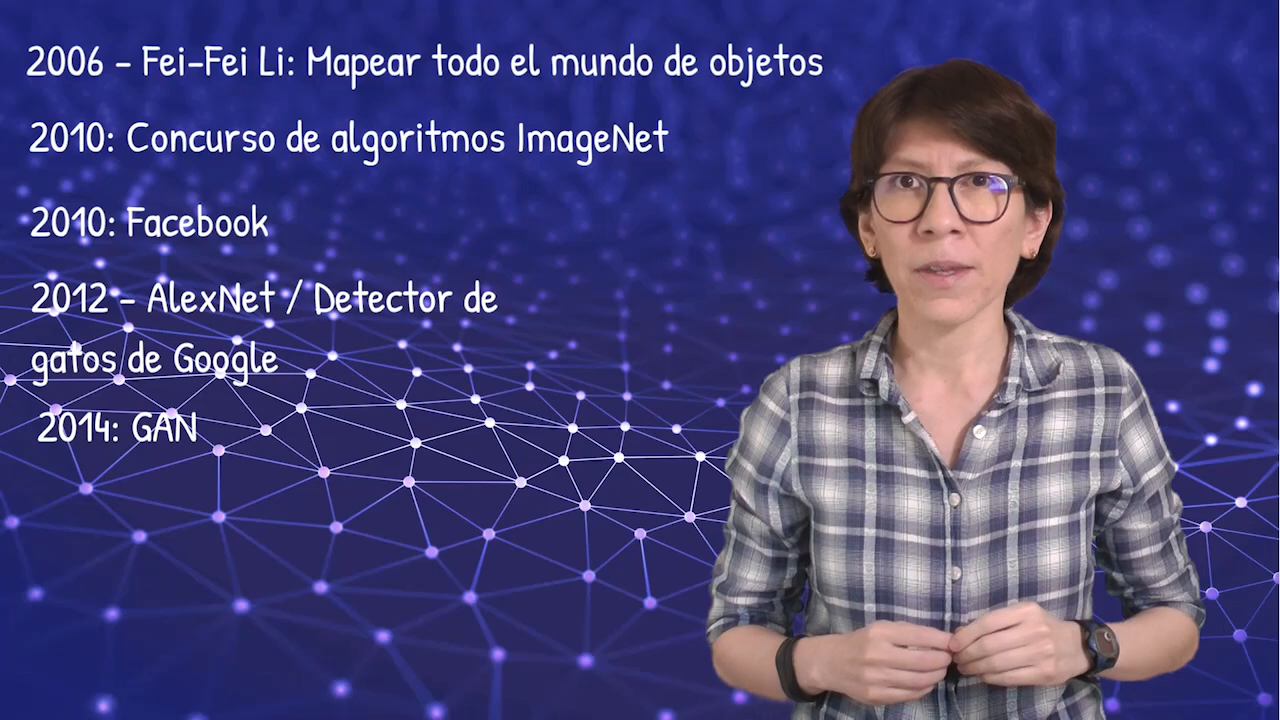 2006 - Fei-Fei Li: Mapear todo el mundo de objetos
2010: Concurso de algoritmos ImageNet
2010: Facebook
2012 - AlexNet / Detector de
gatos de Google
2014: GAN